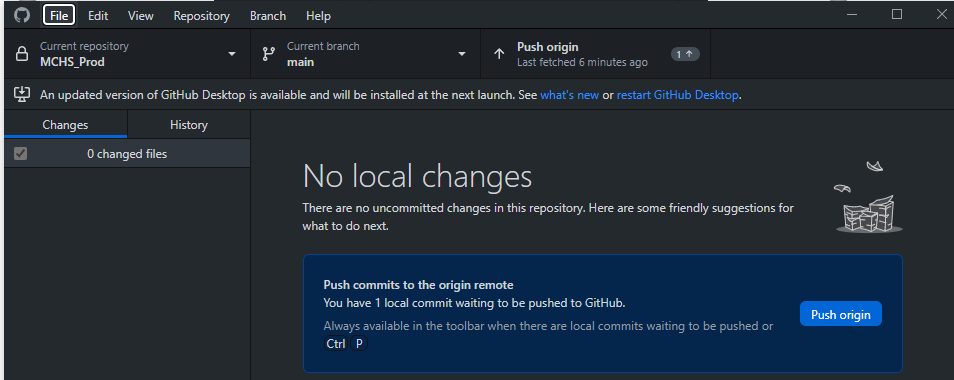 File Edit View Repository Branch Help
Current repository
MCHS_Prod
Current branch
main
Push origin
Last fetched 6 minutes ago
1 ↑
An updated version of GitHub Desktop is available and will be installed at the next launch. See what's new or restart GitHub Desktop.
Changes
History
0 changed files
No local changes
There are no uncommitted changes in this repository. Here are some friendly suggestions for
what to do next.
Push commits to the origin remote
You have 1 local commit waiting to be pushed to GitHub.
Always available in the toolbar when there are local commits waiting to be pushed or
Ctrl P
Push origin